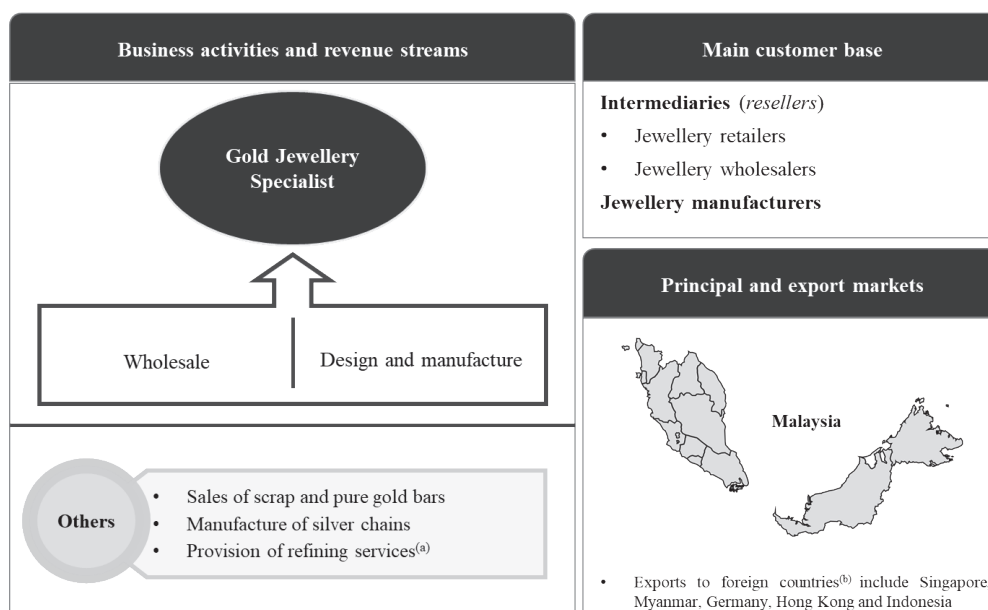 Business activities and revenue streams
Gold Jewellery
Specialist
Wholesale
Design and manufacture
Others
• Sales of scrap and pure gold bars
• Manufacture of silver chains
• Provision of refining services(a)
Main customer base
Intermediaries (resellers)
• Jewellery retailers
• Jewellery wholesalers
Jewellery manufacturers
Principal and export markets
Malaysia
• Exports to foreign countries(b) include Singapore,
Myanmar, Germany, Hong Kong and Indonesia